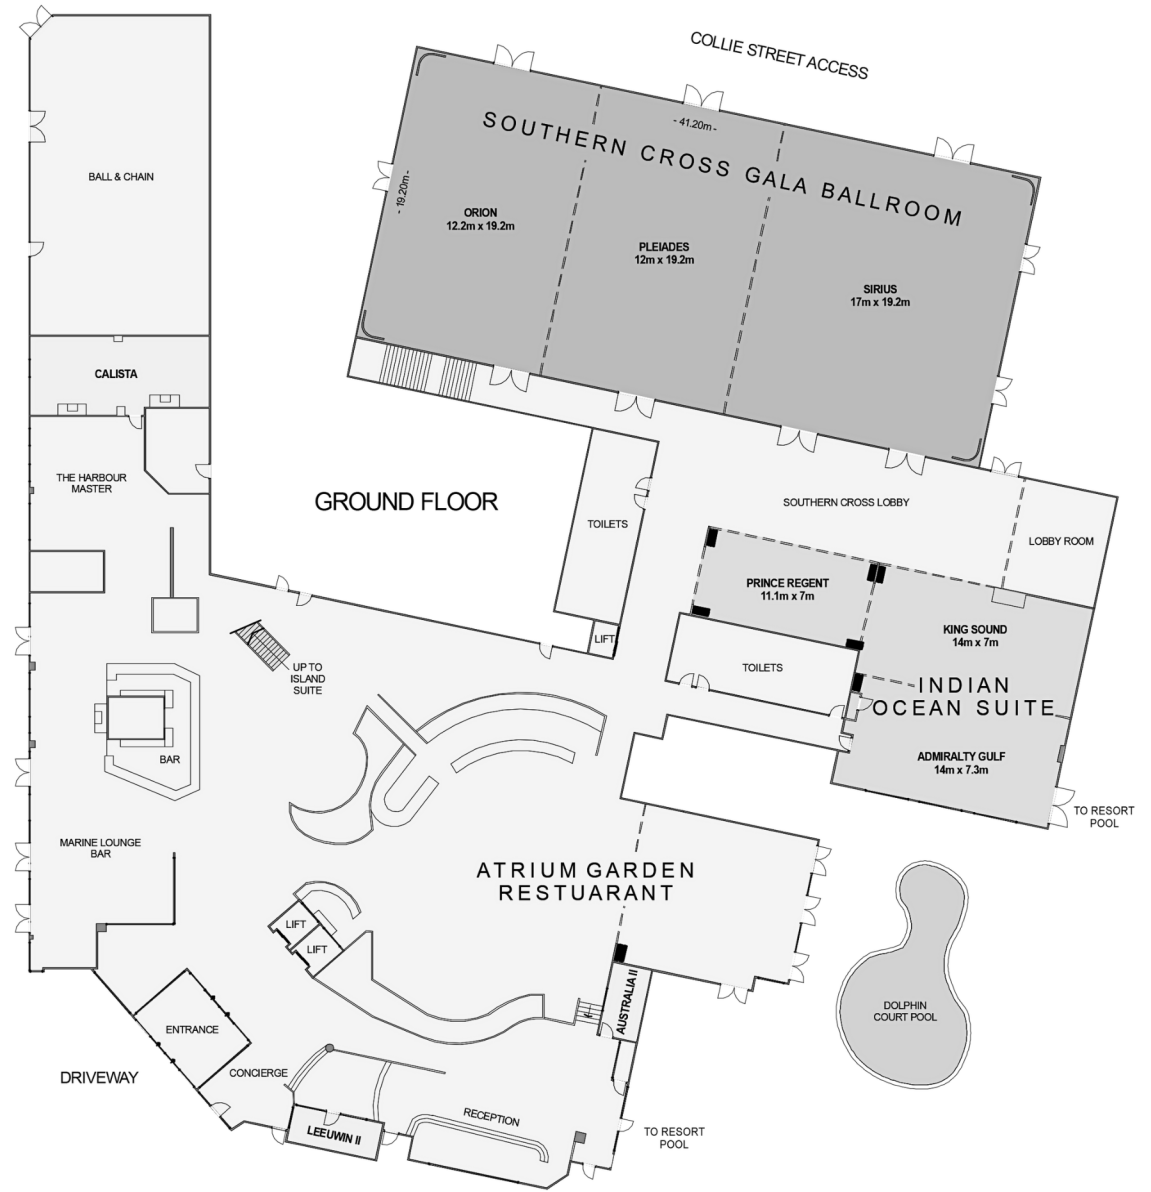 COLLIE STREET ACCESS
- 41.20m -
SOUTHERN CROSS GALA BALLROOM
- 19.20m -
BALL & CHAIN
ORION
12.2m x 19.2m
PLEIADES
12m x 19.2m
SIRIUS
17m x 19.2m
CALISTA
THE HARBOUR
MASTER
GROUND FLOOR
TOILETS
SOUTHERN CROSS LOBBY
LOBBY ROOM
PRINCE REGENT
11.1m x 7m
LIFT
KING SOUND
14m x 7m
TOILETS
UP TO
ISLAND
SUITE
INDIAN
OCEAN SUITE
BAR
ADMIRALTY GULF
14m x 7.3m
TO RESORT
POOL
MARINE LOUNGE
BAR
ATRIUM GARDEN
RESTUARANT
LIFT
LIFT
AUSTRALIA II
DOLPHIN
COURT POOL
ENTRANCE
DRIVEWAY
CONCIERGE
RECEPTION
LEEUWIN II
TO RESORT
POOL